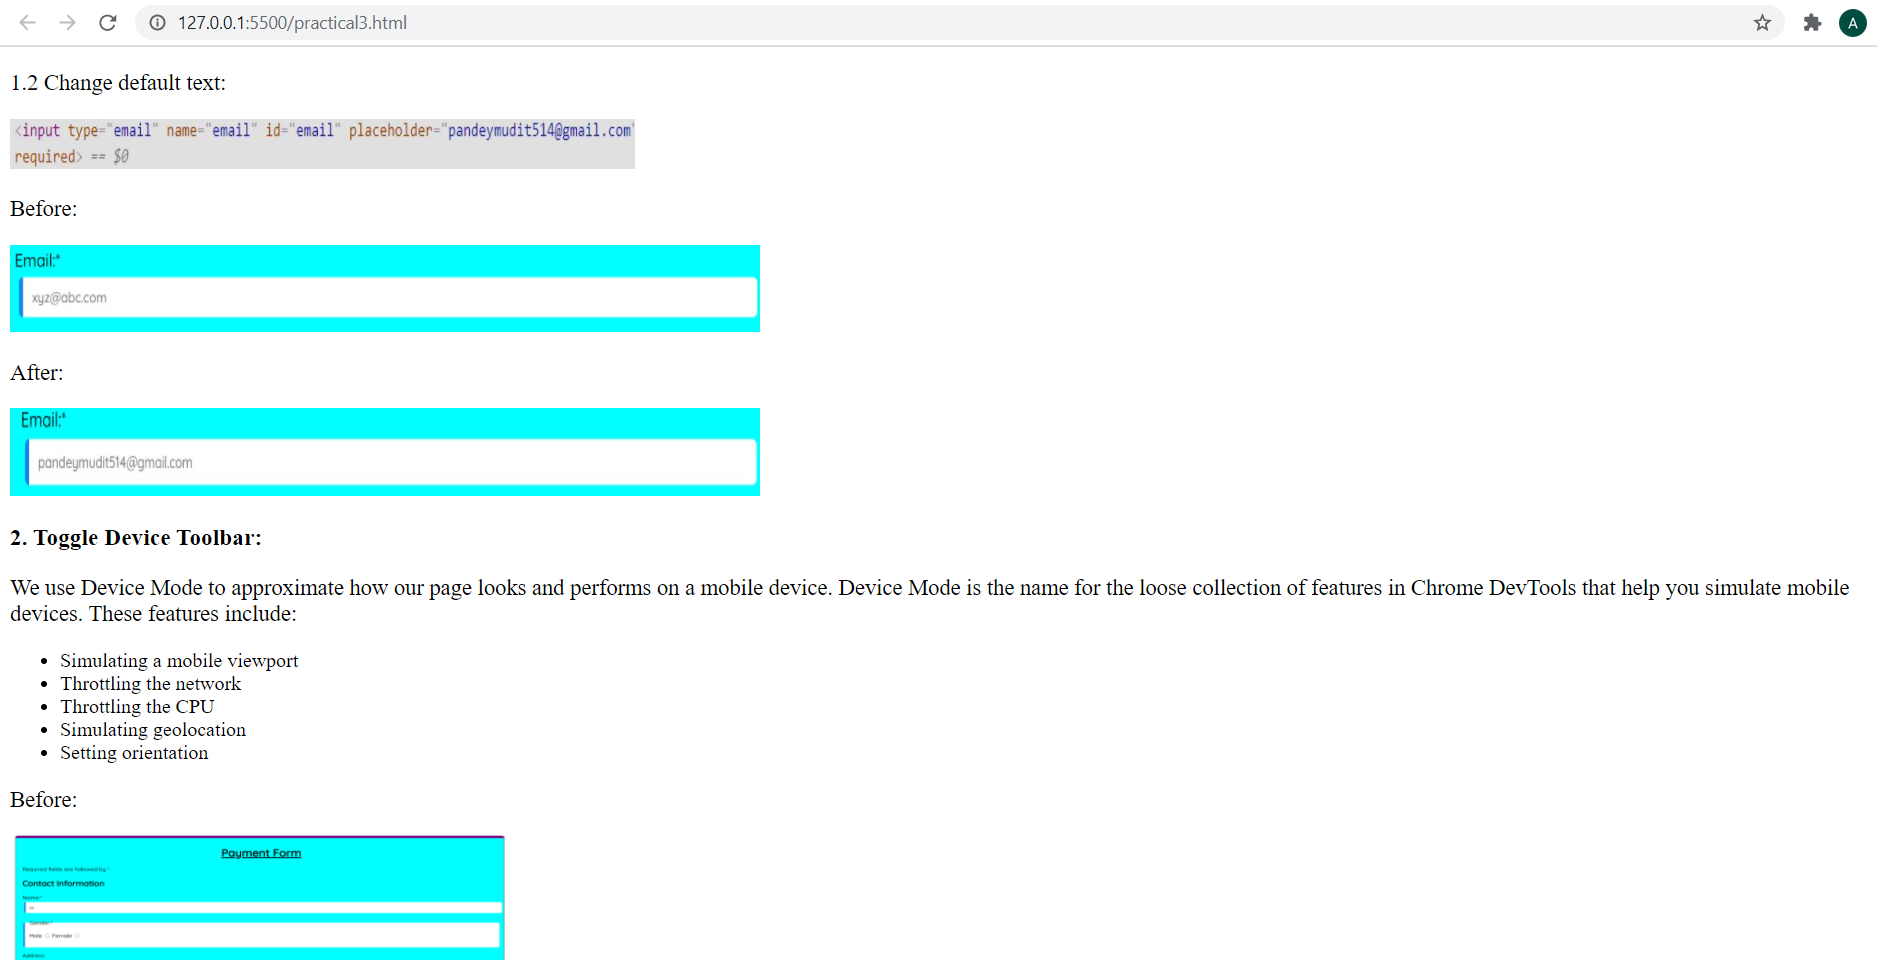 127.0.0.1:5500/practical3.html
A
1.2 Change default text:
<input type="email" name="email" id="email" placeholder="pandeymudit514@gmail.com"
required> == $0
Before:
Email:*
xyz@abc.com
After:
Email:*
pandeymudit514@gmail.com
2. Toggle Device Toolbar:
We use Device Mode to approximate how our page looks and performs on a mobile device. Device Mode is the name for the loose collection of features in Chrome DevTools that help you simulate mobile
devices. These features include:
• Simulating a mobile viewport
• Throttling the network
• Throttling the CPU
• Simulating geolocation
• Setting orientation
Before:
Payment Form
Required fields are followed by *
Contact Information
Name:*
Gender:*
Male Female
Address: